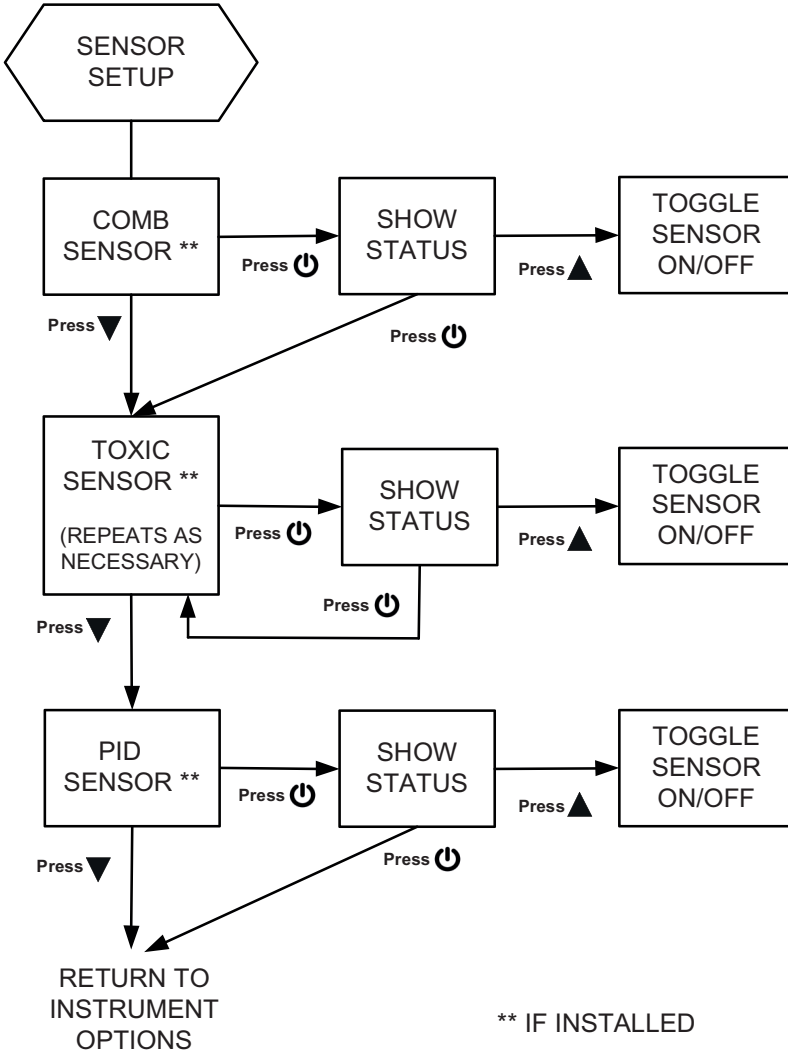 SENSOR
SETUP
COMB
SENSOR **
Press
SHOW
STATUS
Press
TOGGLE
SENSOR
ON/OFF
Press
Press
TOXIC
SENSOR **
(REPEATS AS
NECESSARY)
Press
SHOW
STATUS
Press
TOGGLE
SENSOR
ON/OFF
Press
Press
PID
SENSOR **
Press
SHOW
STATUS
Press
TOGGLE
SENSOR
ON/OFF
Press
Press
RETURN TO
INSTRUMENT
OPTIONS
** IF INSTALLED